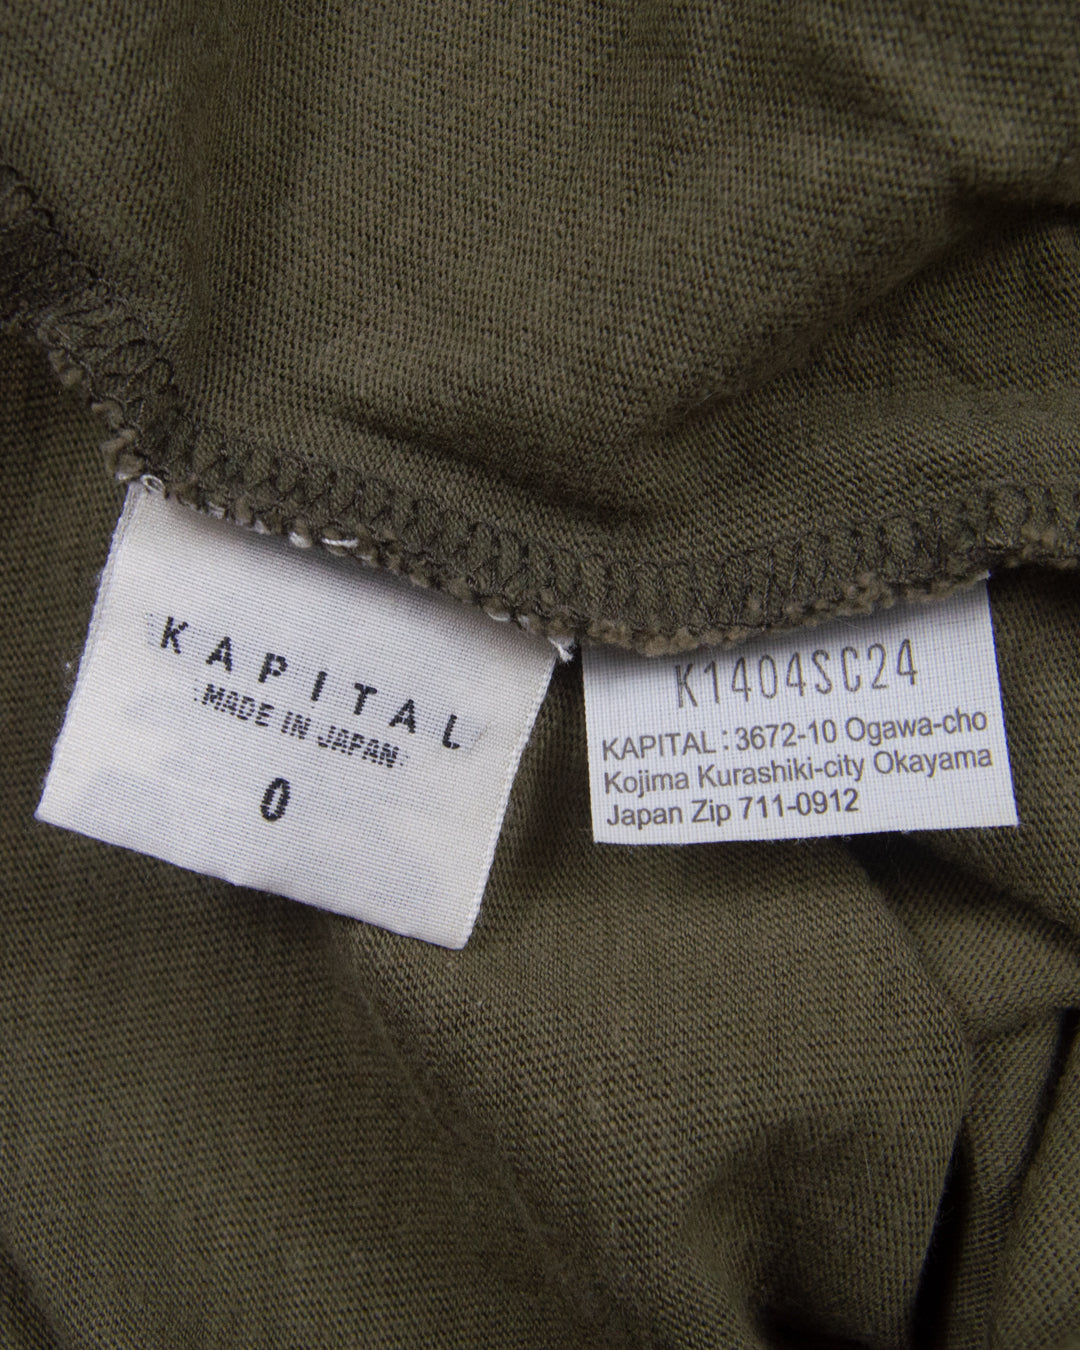 KAPITAL
MADE IN JAPAN
0
K1404SC24
KAPITAL : 3672-10 Ogawa-cho
Kojima Kurashiki-city Okayama
Japan Zip 711-0912